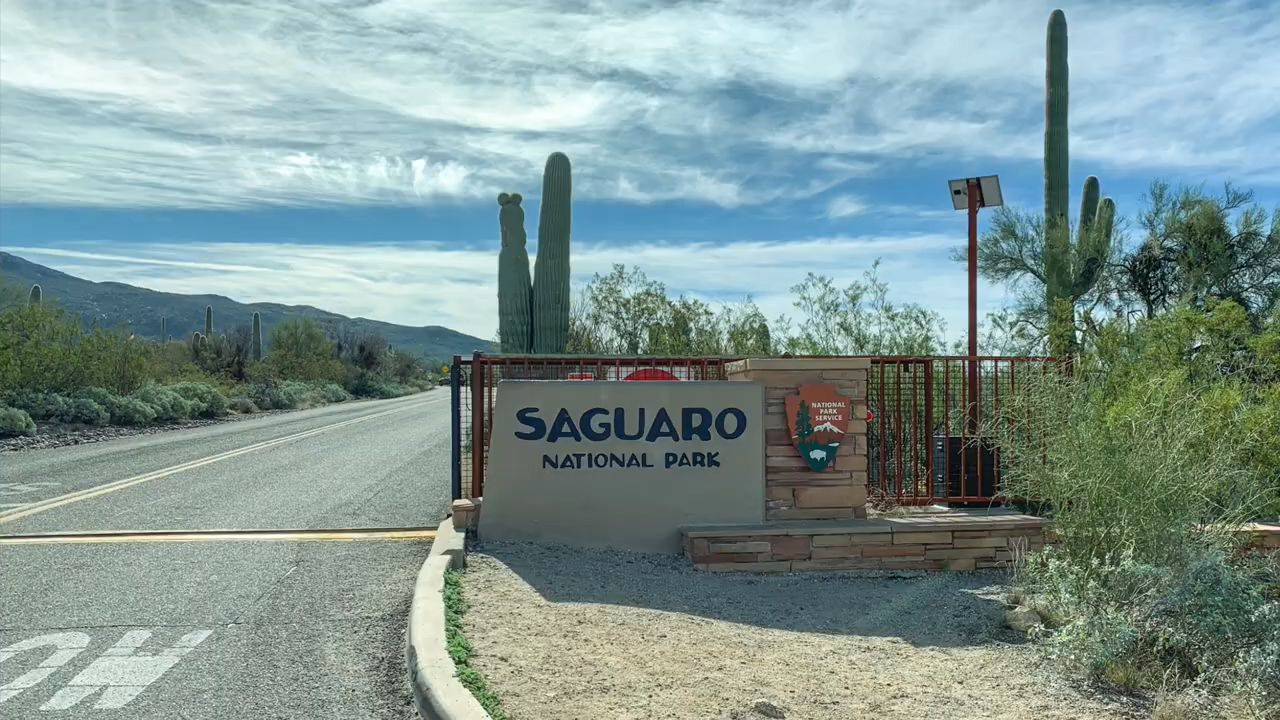 SAGUARO
NATIONAL PARK
NATIONAL
PARK
SERVICE